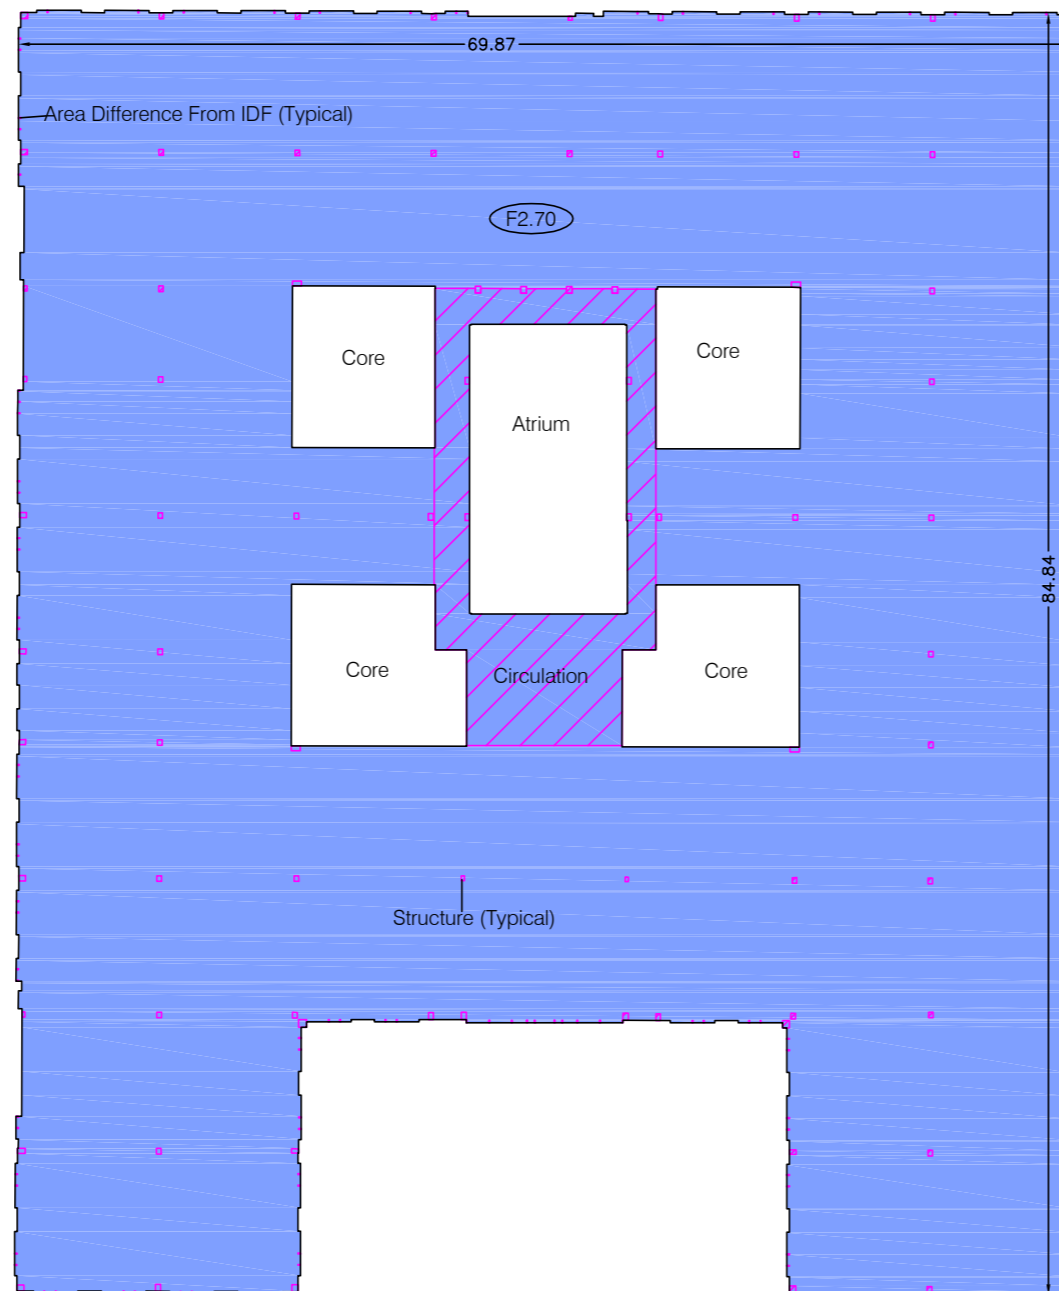 69.87
Area Difference From IDF (Typical)
F2.70
Core
Core
Atrium
84.84
Core
Circulation
Core
Structure (Typical)